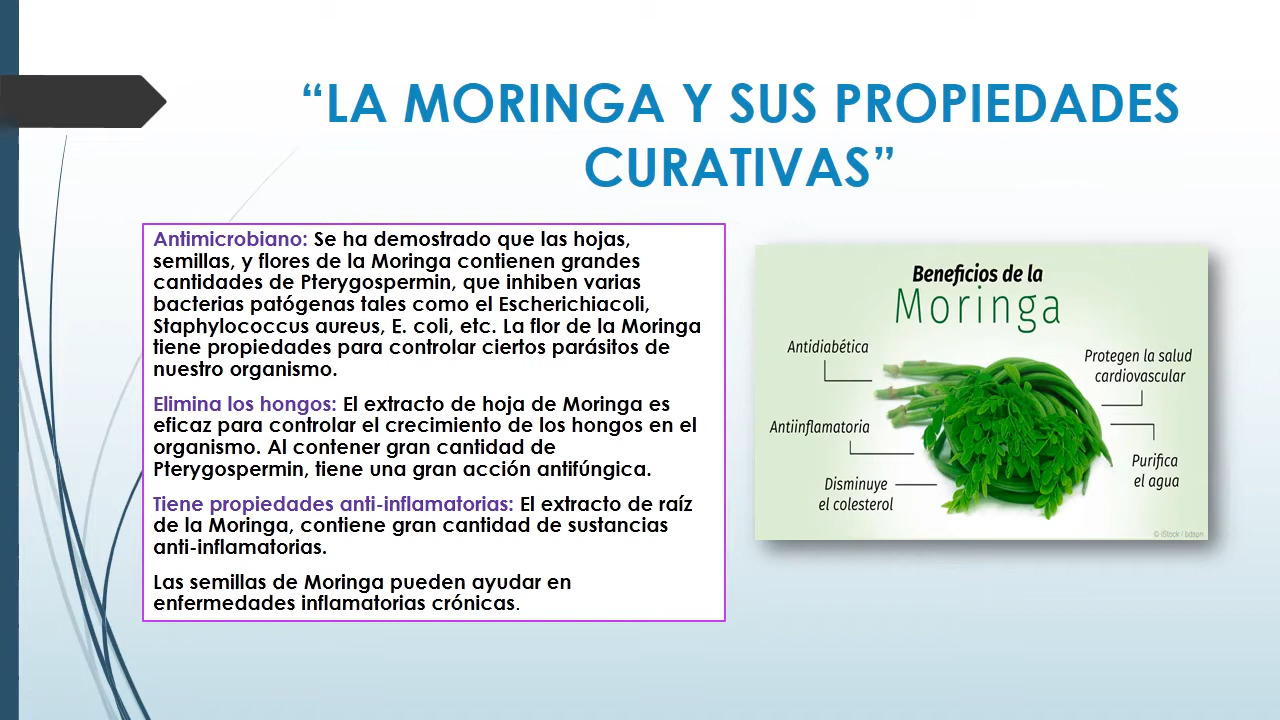 “LA MORINGA Y SUS PROPIEDADES
CURATIVAS”
Antimicrobiano: Se ha demostrado que las hojas,
semillas, y flores de la Moringa contienen grandes
cantidades de Pterygospermin, que inhiben varias
bacterias patógenas tales como el Escherichiacoli,
Staphylococcus aureus, E. coli, etc. La flor de la Moringa
tiene propiedades para controlar ciertos parásitos de
nuestro organismo.
Elimina los hongos: El extracto de hoja de Moringa es
eficaz para controlar el crecimiento de los hongos en el
organismo. Al contener gran cantidad de
Pterygospermin, tiene una gran acción antifúngica.
Tiene propiedades anti-inflamatorias: El extracto de raíz
de la Moringa, contiene gran cantidad de sustancias
anti-inflamatorias.
Las semillas de Moringa pueden ayudar en
enfermedades inflamatorias crónicas.
Beneficios de la
Moringa
Antidiabética
Antiinflamatoria
Disminuye
el colesterol
Protegen la salud
cardiovascular
Purifica
el agua
© iStock / bdspn